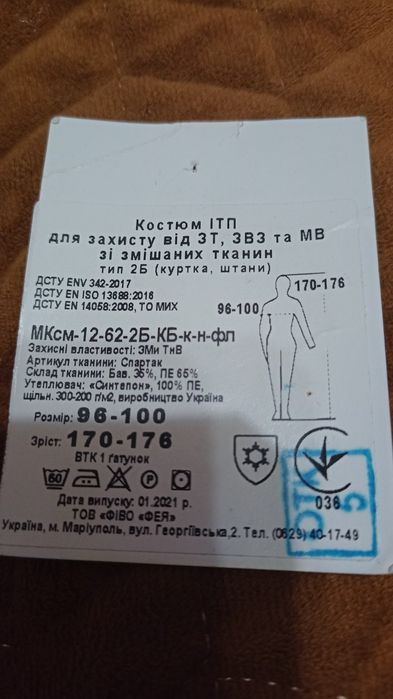 Костюм ІТП
для захисту від ЗТ, ЗВЗ та МВ
зі змішаних тканин
тип 2Б (куртка, штани)
ДСТУ ENV 342-2017
ДСТУ EN ISO 13688:2016
ДСТУ EN 14058:2008, ТО МИХ
170-176
96-100
МКсм-12-62-2Б-КБ-к-н-фл
Захисні властивості: ЗМи ТнВ
Артикул тканини: Спартак
Склад тканини: Бав. 35%, ПЕ 65%
Утеплювач: «Синтепон», 100% ПЕ,
щільн. 300-200 г/м2, виробництво Україна
Розмір: 96-100
Зріст: 170-176
ВТК 1 ґатунок
60
P
036
Дата випуску: 01.2021 р.
ТОВ «ФІВО «ФЕЯ»
Україна, м. Маріуполь, вул. Георгіївська,2. Тел. (0629) 40-17-49